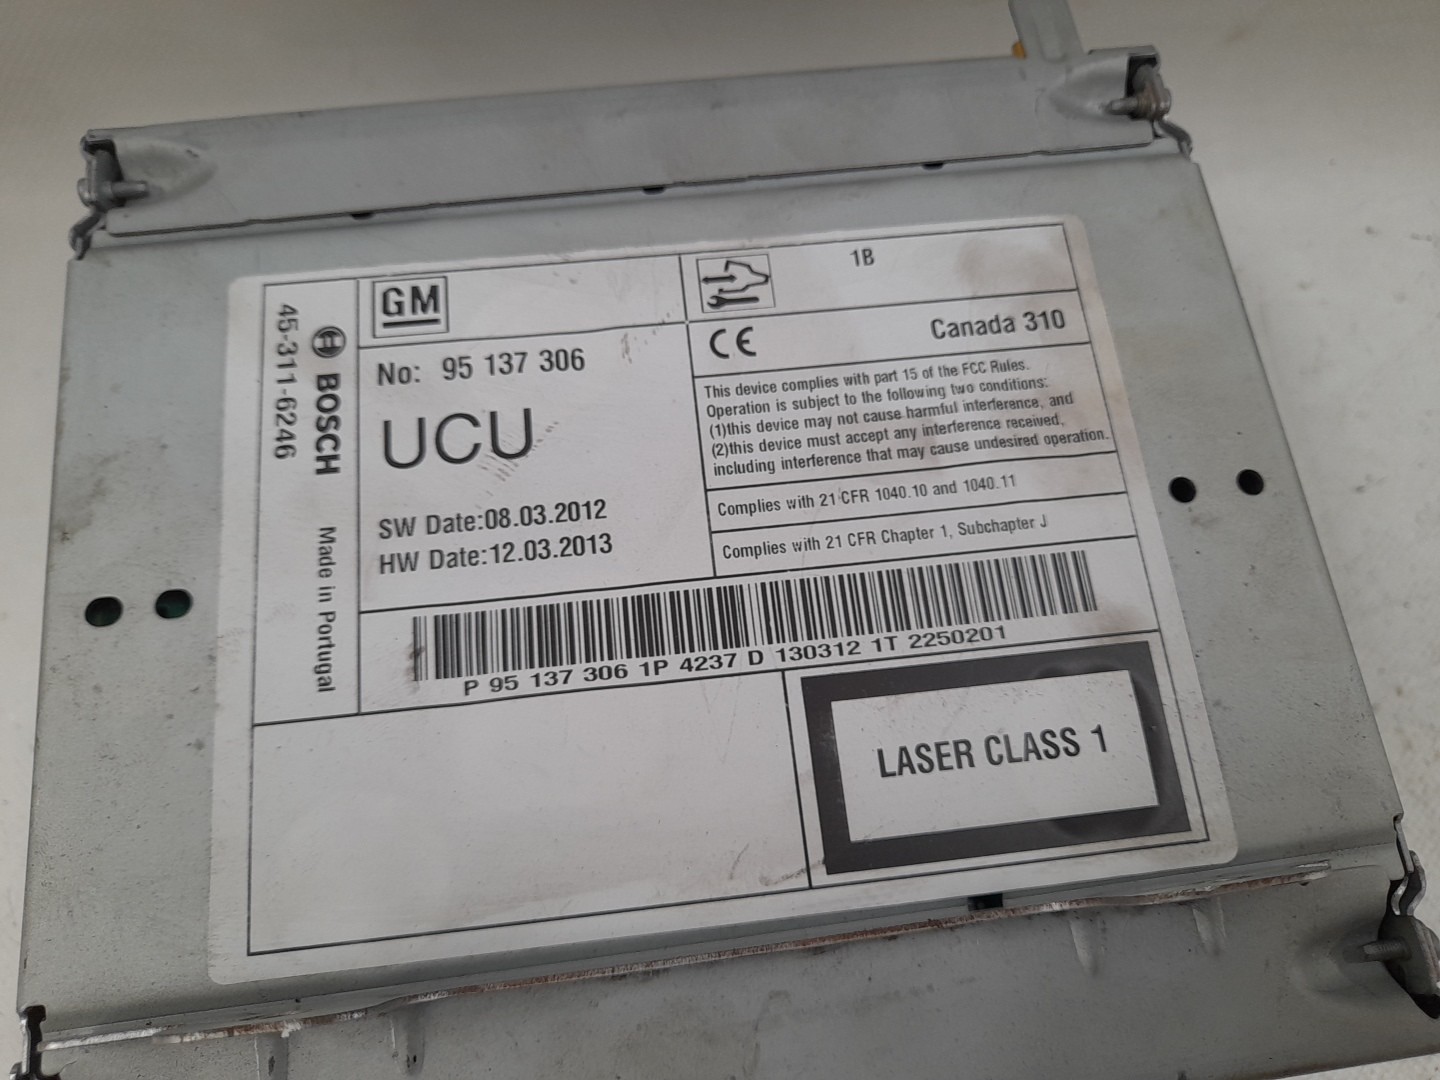 45-311-6246
BOSCH
Made in Portugal
GM
No: 95 137 306
UCU
SW Date:08.03.2012
HW Date:12.03.2013
1B
CE
Canada 310
This device complies with part 15 of the FCC Rules.
Operation is subject to the following two conditions:
(1)this device may not cause harmful interference, and
(2)this device must accept any interference received,
including interference that may cause undesired operation.
Complies with 21 CFR 1040.10 and 1040.11
Complies with 21 CFR Chapter 1, Subchapter J
P 95 137 306 1P 4237 D 130312 1T 2250201
LASER CLASS 1